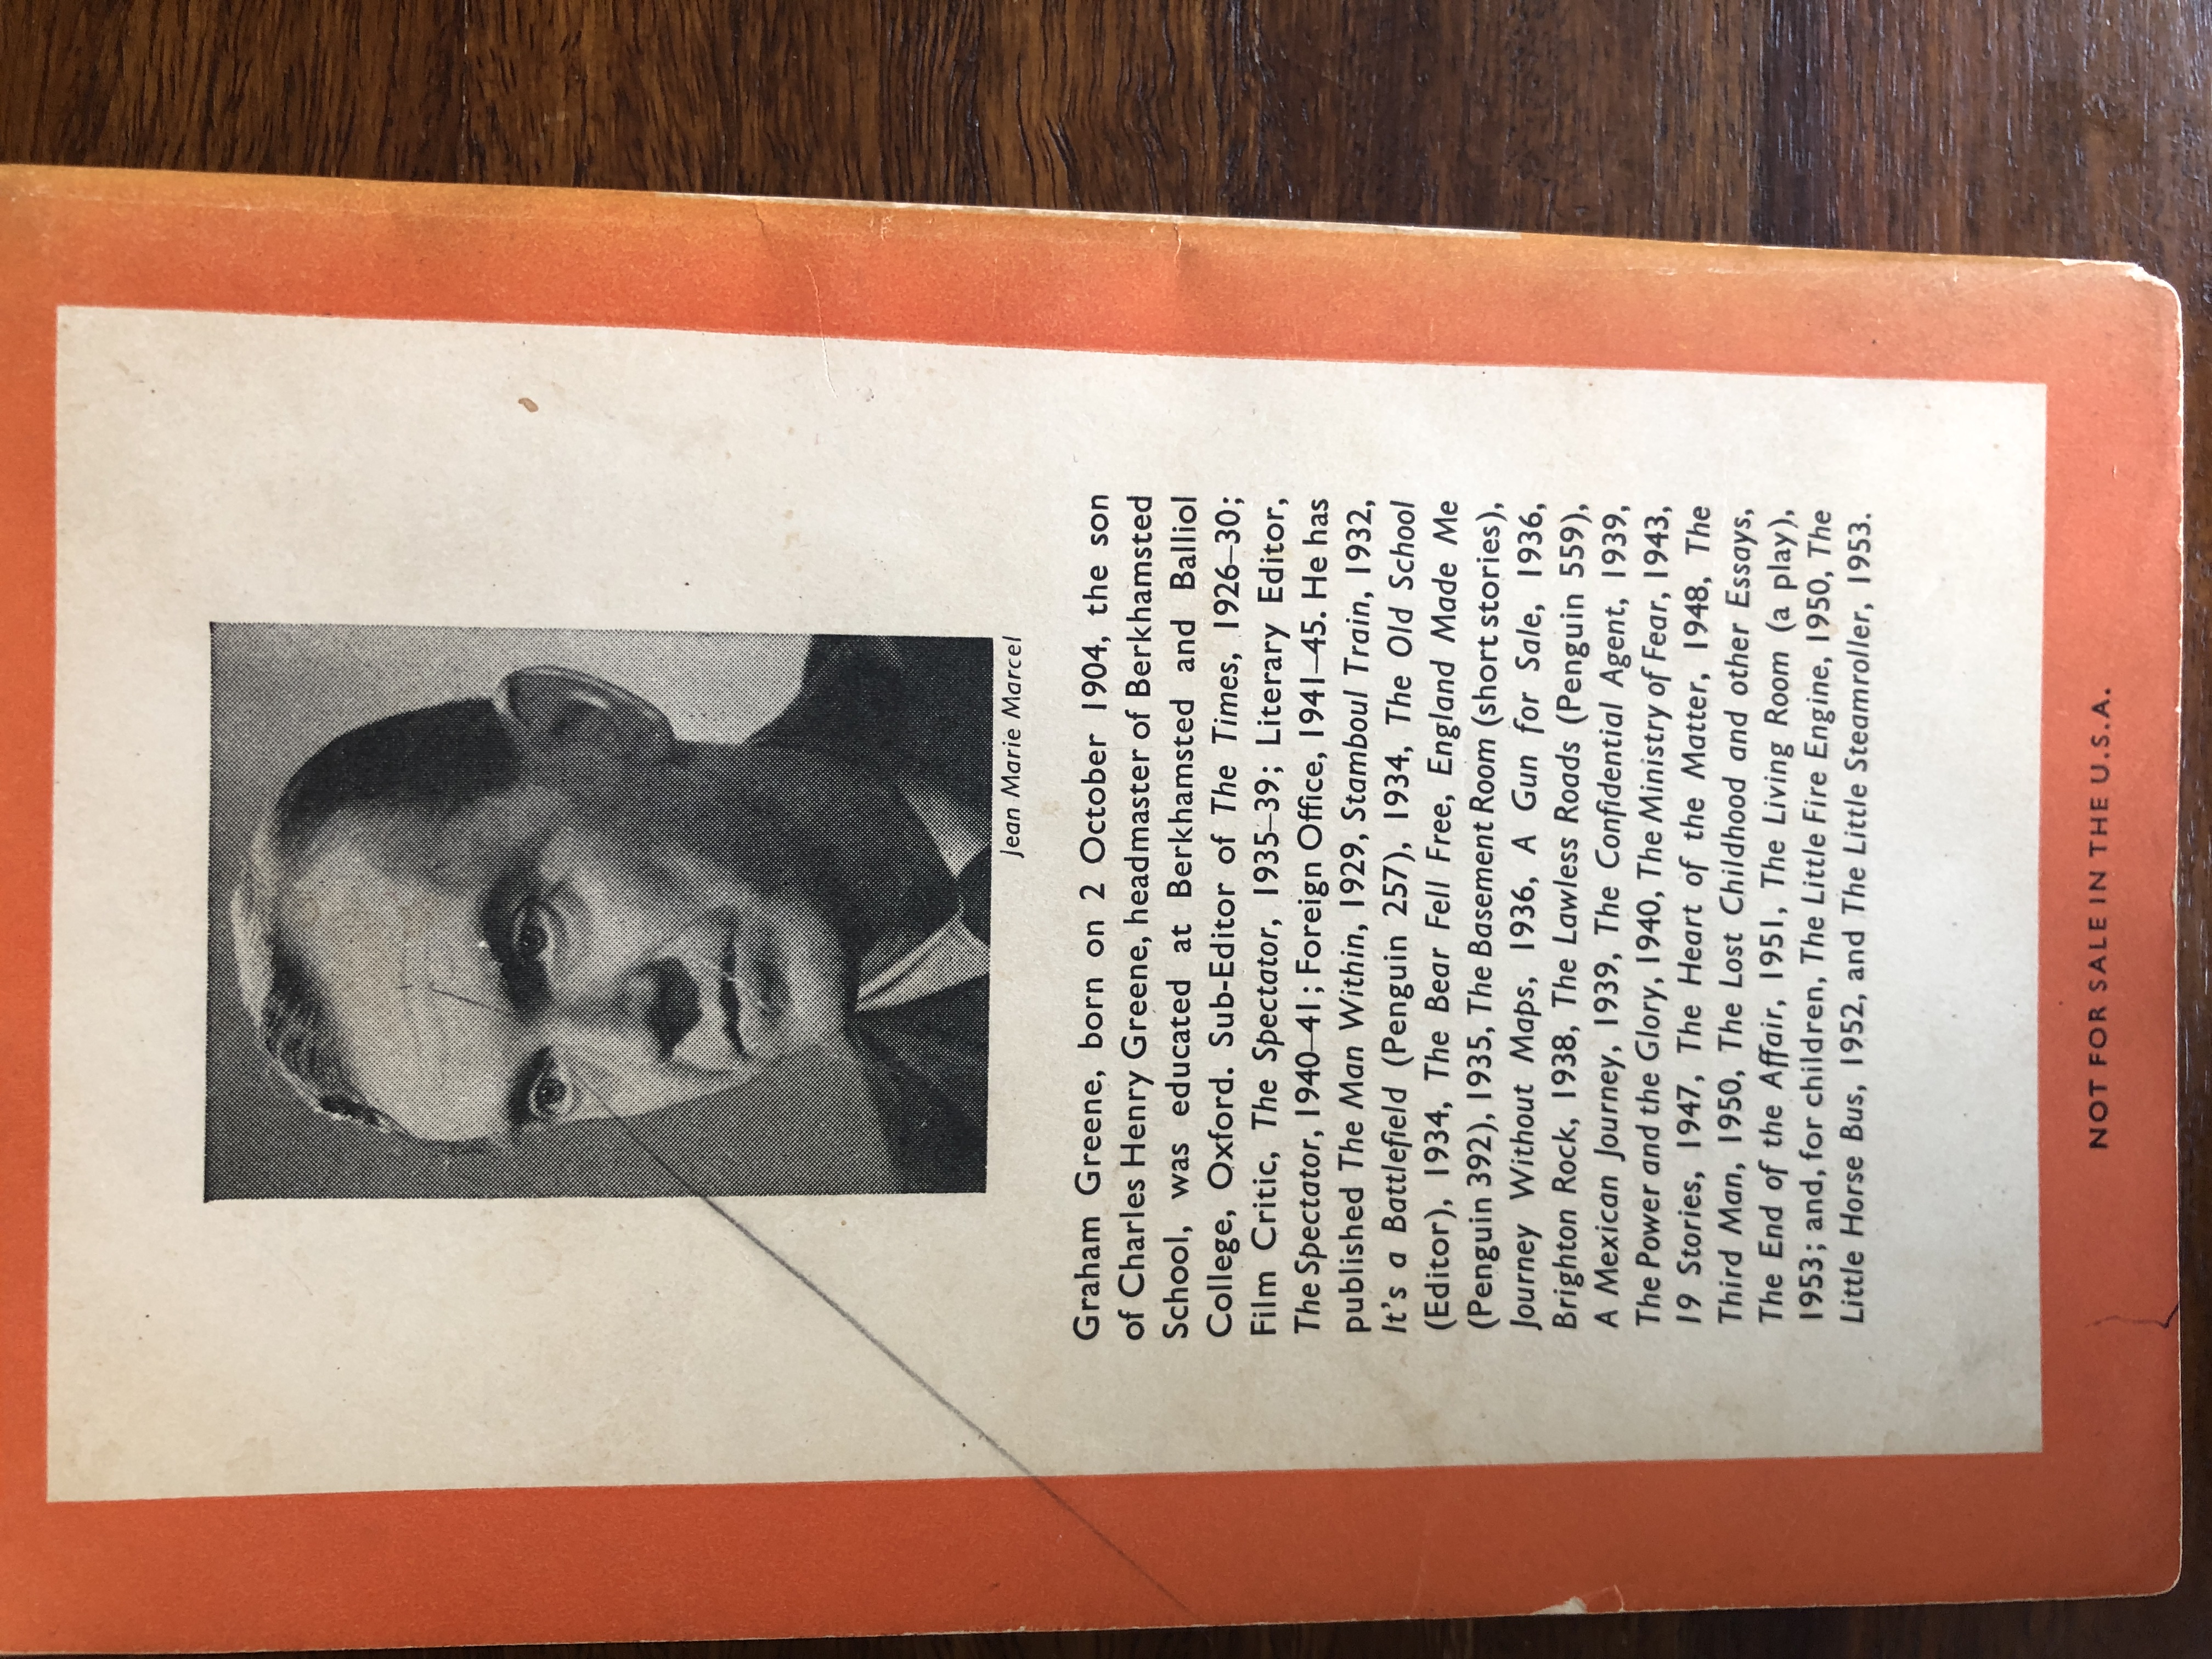 Jean Marie Marcel
Graham Greene, born on 2 October 1904, the son
of Charles Henry Greene, headmaster of Berkhamsted
School, was educated at Berkhamsted and Balliol
College, Oxford. Sub-Editor of The Times, 1926–30;
Film Critic, The Spectator, 1935–39; Literary Editor,
The Spectator, 1940–41; Foreign Office, 1941–45. He has
published The Man Within, 1929, Stamboul Train, 1932,
It's a Battlefield (Penguin 257), 1934, The Old School
(Editor), 1934, The Bear Fell Free, England Made Me
(Penguin 392), 1935, The Basement Room (short stories),
Journey Without Maps, 1936, A Gun for Sale, 1936,
Brighton Rock, 1938, The Lawless Roads (Penguin 559),
A Mexican Journey, 1939, The Confidential Agent, 1939,
The Power and the Glory, 1940, The Ministry of Fear, 1943,
19 Stories, 1947, The Heart of the Matter, 1948, The
Third Man, 1950, The Lost Childhood and other Essays,
The End of the Affair, 1951, The Living Room (a play),
1953; and, for children, The Little Fire Engine, 1950, The
Little Horse Bus, 1952, and The Little Steamroller, 1953.
NOT FOR SALE IN THE U.S.A.